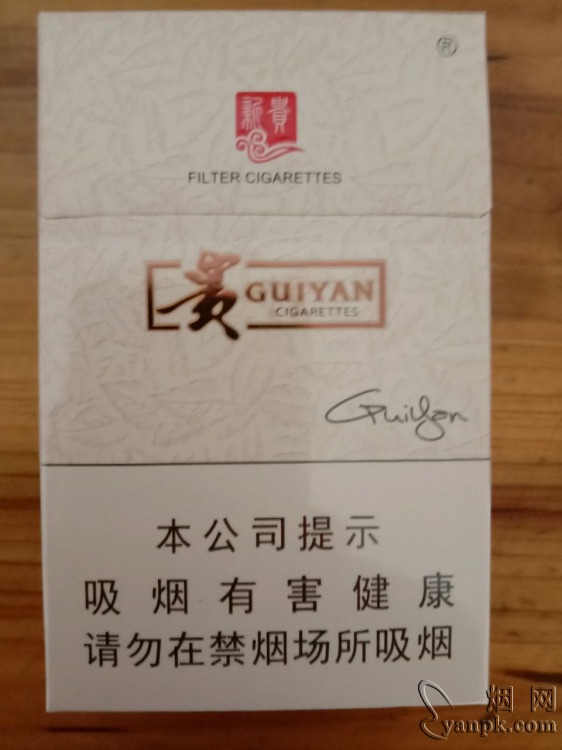 ®
新貴
FILTER CIGARETTES
贵 GUIYAN
CIGARETTES
GuiYan
本公司提示
吸烟有害健康
请勿在禁烟场所吸烟
烟网
yanpk.com